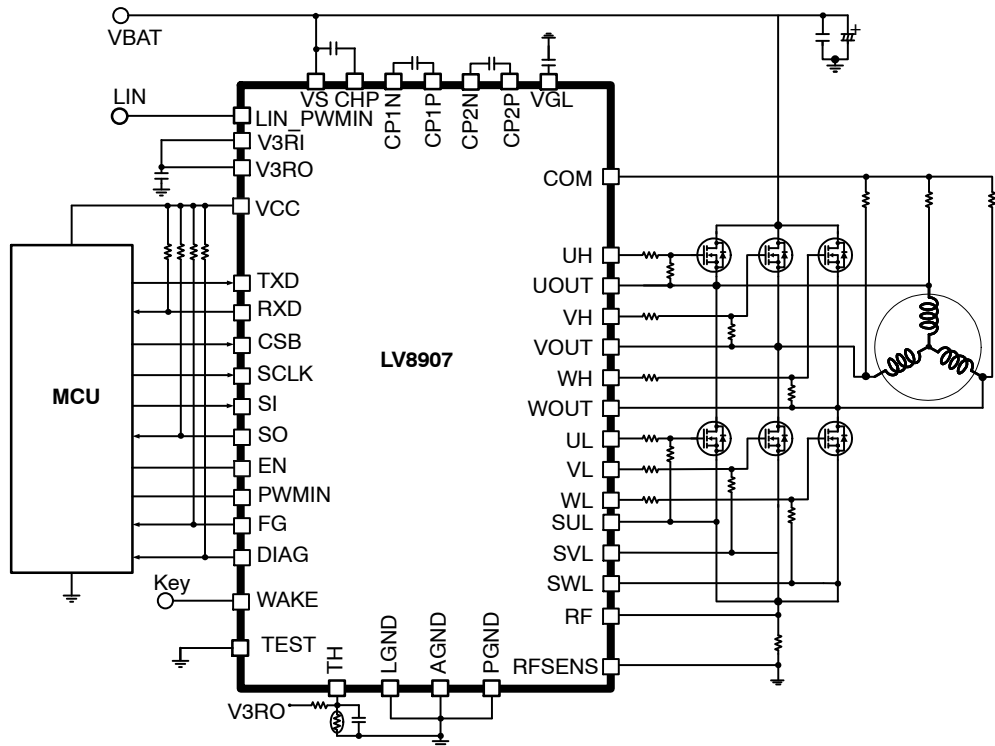 VBAT
+
LIN
VS CHP CP1N CP1P CP2N CP2P VGL
LIN_PWMIN
V3RI
V3RO
VCC
TXD
RXD
CSB
SCLK
SI
SO
EN
PWMIN
FG
DIAG
WAKE
TEST
MCU
Key
LV8907
COM
UH
UOUT
VH
VOUT
WH
WOUT
UL
VL
WL
SUL
SVL
SWL
RF
RFSENS
TH LGND AGND PGND
V3RO